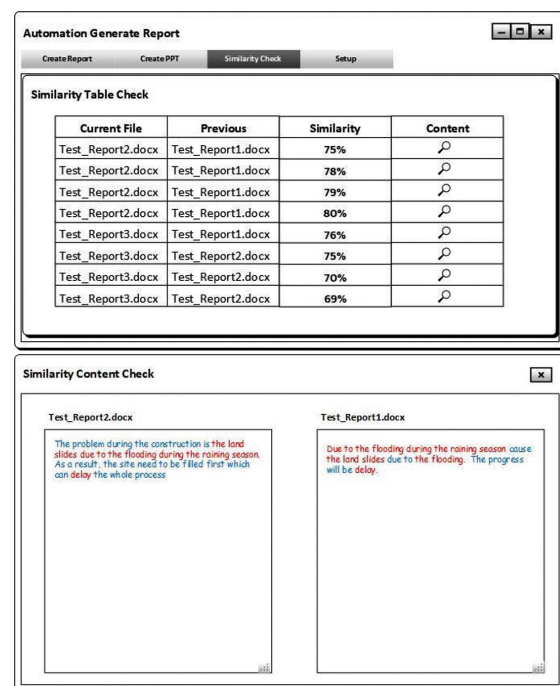 Automation Generate Report
Create Report Create PPT Similarity Check Setup
Similarity Table Check
Current File Previous Similarity Content
Test_Report2.docx Test_Report1.docx 75%
Test_Report2.docx Test_Report1.docx 78%
Test_Report2.docx Test_Report1.docx 79%
Test_Report2.docx Test_Report1.docx 80%
Test_Report3.docx Test_Report2.docx 76%
Test_Report3.docx Test_Report2.docx 75%
Test_Report3.docx Test_Report2.docx 70%
Test_Report3.docx Test_Report2.docx 69%
Similarity Content Check
Test_Report2.docx
The problem during the construction is the land
slides due to the flooding during the raining season.
As a result, the site need to be filled first which
can delay the whole process
Test_Report1.docx
Due to the flooding during the raining season cause
the land slides due to the flooding. The progress
will be delay.